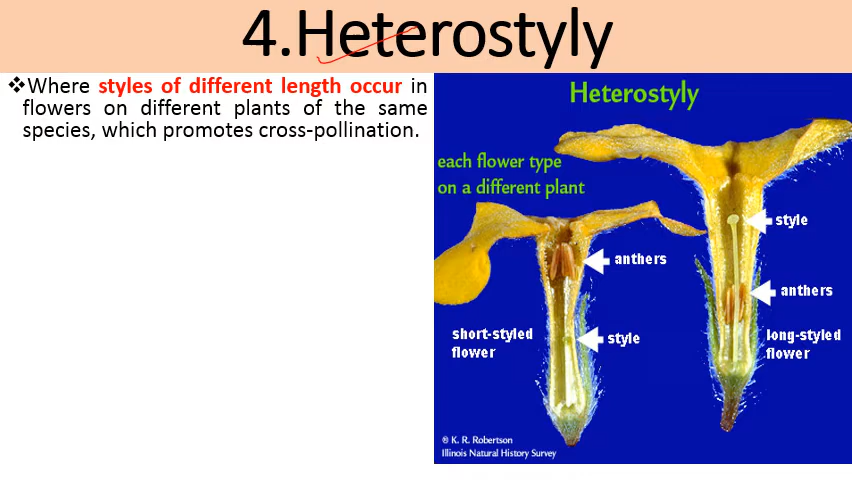 4.Heterostyly
❖Where styles of different length occur in
flowers on different plants of the same
species, which promotes cross-pollination.
Heterostyly
each flower type
on a different plant
style
anthers
anthers
short-styled
flower
style
long-styled
flower
® K. R. Robertson
Illinois Natural History Survey